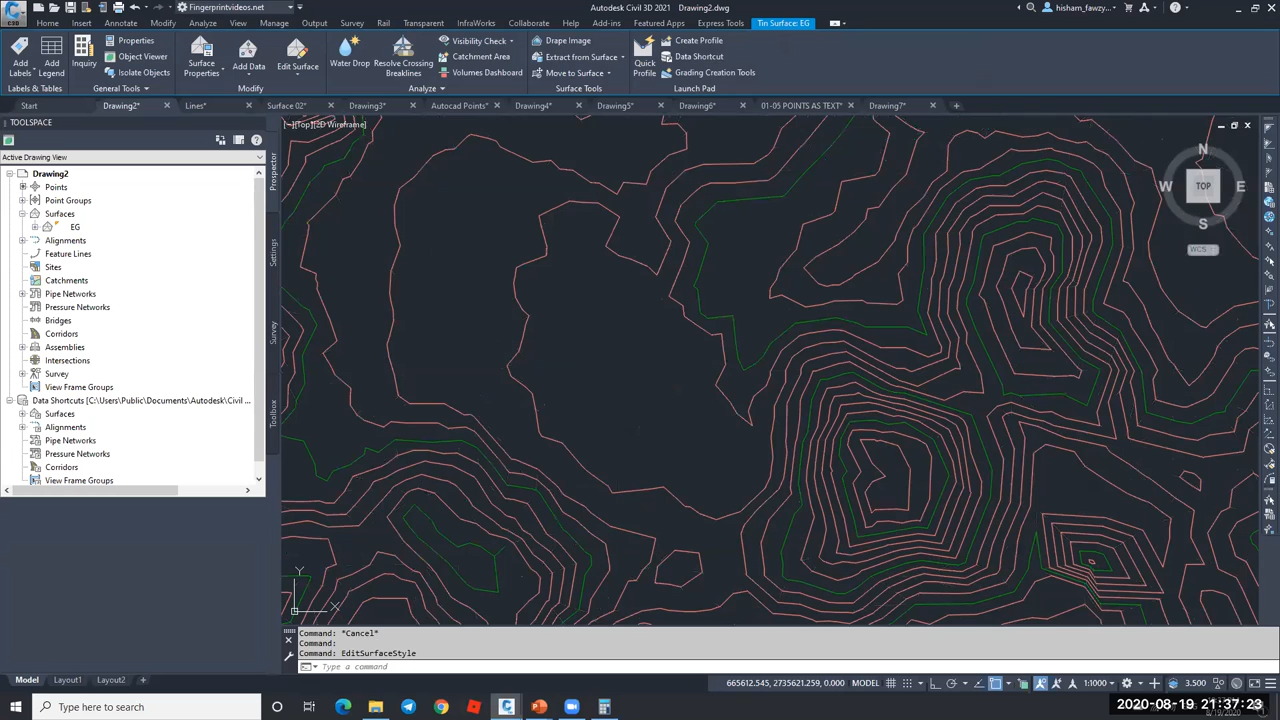 C3D
Fingerprintvideos.net
Autodesk Civil 3D 2021 Drawing2.dwg
hisham_fawzy...
Home Insert Annotate Modify Analyze View Manage Output Survey Rail Transparent InfraWorks Collaborate Help Add-ins Featured Apps Express Tools Tin Surface: EG
Properties
Object Viewer
Isolate Objects
Add Labels
Add Legend
Inquiry
Surface Properties
Add Data
Edit Surface
Water Drop
Resolve Crossing Breaklines
Visibility Check
Catchment Area
Volumes Dashboard
Drape Image
Extract from Surface
Move to Surface
Quick Profile
Create Profile
Data Shortcut
Grading Creation Tools
Labels & Tables General Tools Modify Analyze Surface Tools Launch Pad
Start Drawing2* Lines* Surface 02* Drawing3* Autocad Points* Drawing4* Drawing5* Drawing6* 01-05 POINTS AS TEXT* Drawing7*
TOOLSPACE
Active Drawing View
Drawing2
Points
Point Groups
Surfaces
EG
Alignments
Feature Lines
Sites
Catchments
Pipe Networks
Pressure Networks
Bridges
Corridors
Assemblies
Intersections
Survey
View Frame Groups
Data Shortcuts [C:\Users\Public\Documents\Autodesk\Civil ...
Surfaces
Alignments
Pipe Networks
Pressure Networks
Corridors
View Frame Groups
Prospector
Settings
Survey
Toolbox
[−][Top][2D Wireframe]
N
W TOP E
S
WCS
Y
X
Command: *Cancel*
Command:
Command: EditSurfaceStyle
Type a command
Model Layout1 Layout2
665612.545, 2735621.259, 0.000 MODEL 1:1000 3.500
Type here to search
2020-08-19 21:37:23